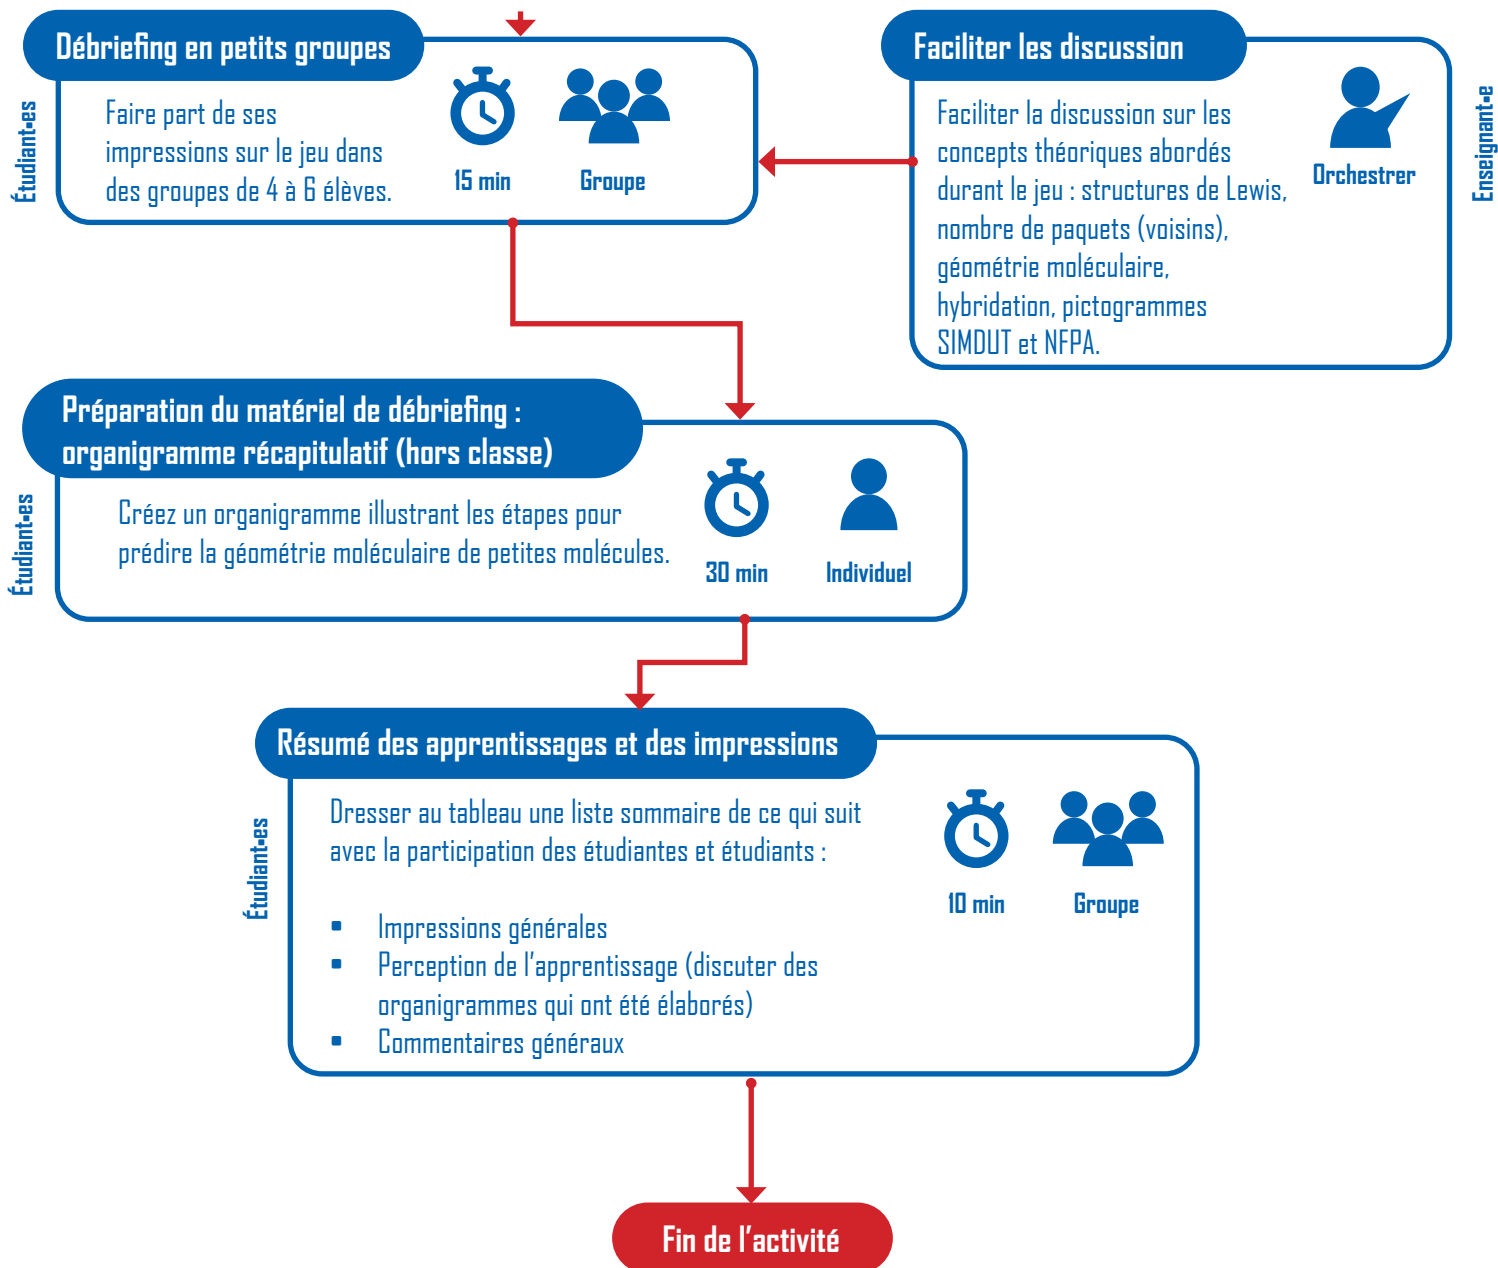 Débriefing en petits groupes
Étudiant•es
Faire part de ses
impressions sur le jeu dans
des groupes de 4 à 6 élèves.
15 min
Groupe
Faciliter les discussion
Faciliter la discussion sur les
concepts théoriques abordés
durant le jeu : structures de Lewis,
nombre de paquets (voisins),
géométrie moléculaire,
hybridation, pictogrammes
SIMDUT et NFPA.
Orchestrer
Enseignant•e
Préparation du matériel de débriefing :
organigramme récapitulatif (hors classe)
Étudiant•es
Créez un organigramme illustrant les étapes pour
prédire la géométrie moléculaire de petites molécules.
30 min
Individuel
Résumé des apprentissages et des impressions
Étudiant•es
Dresser au tableau une liste sommaire de ce qui suit
avec la participation des étudiantes et étudiants :
▪ Impressions générales
▪ Perception de l'apprentissage (discuter des
organigrammes qui ont été élaborés)
▪ Commentaires généraux
10 min
Groupe
Fin de l'activité